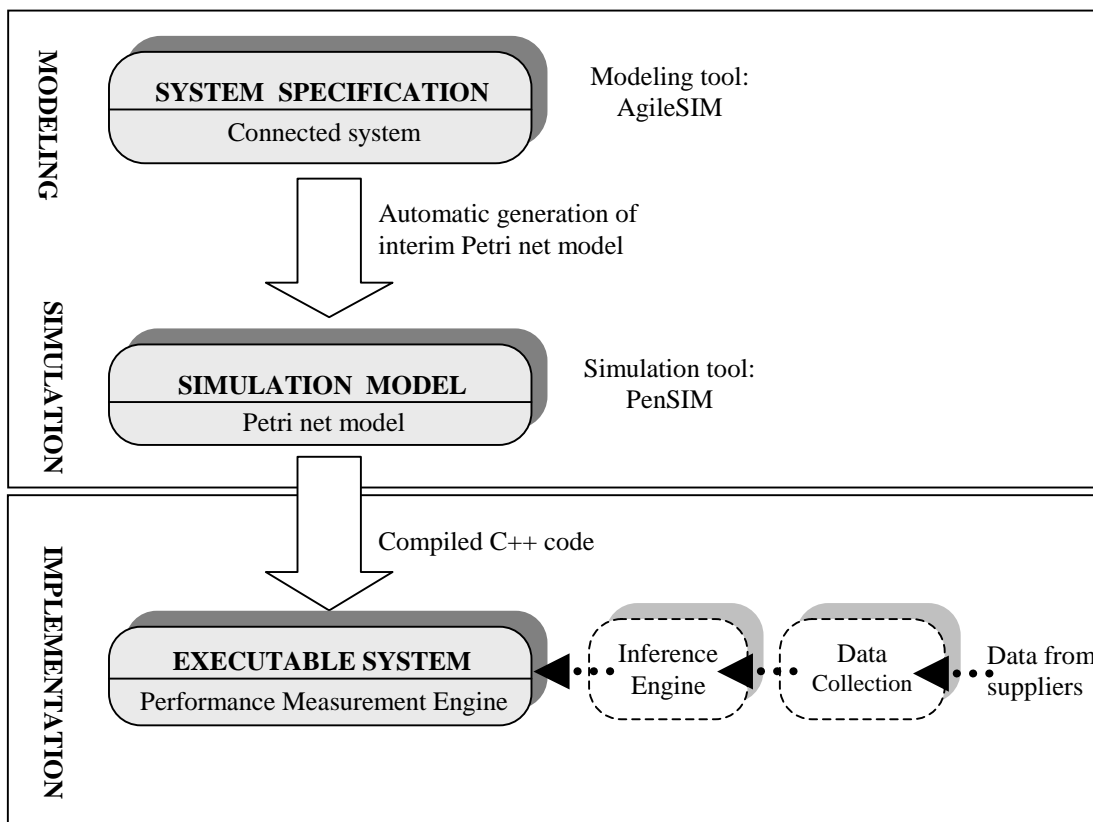 MODELING
SYSTEM SPECIFICATION
Connected system
Modeling tool:
AgileSIM
Automatic generation of
interim Petri net model
SIMULATION
SIMULATION MODEL
Petri net model
Simulation tool:
PenSIM
Compiled C++ code
IMPLEMENTATION
EXECUTABLE SYSTEM
Performance Measurement Engine
Inference
Engine
Data
Collection
Data from
suppliers